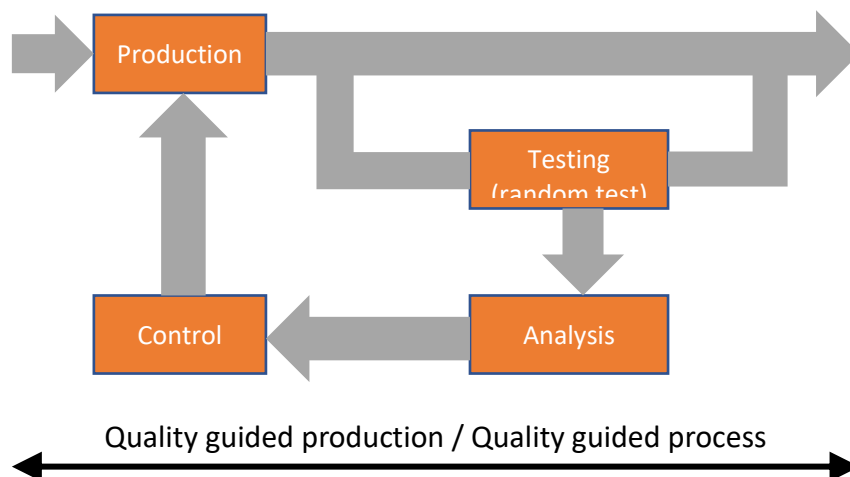 Production
Testing
(random test)
Control
Analysis
Quality guided production / Quality guided process